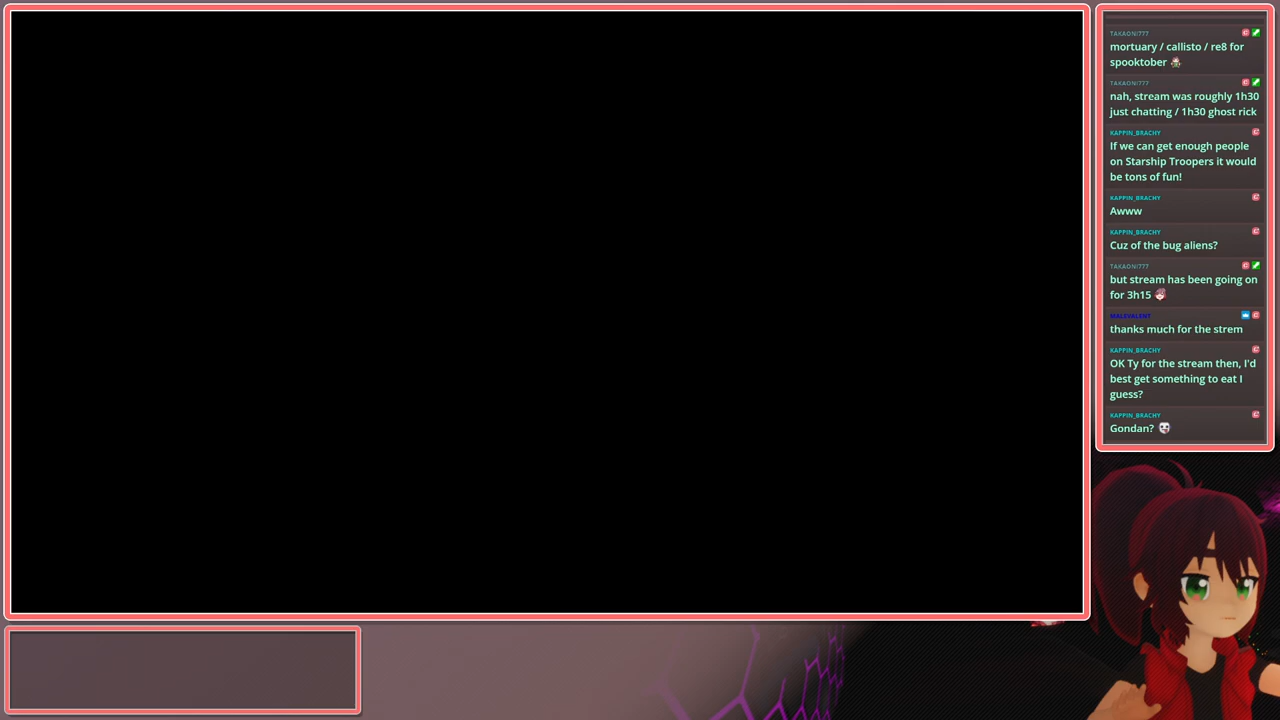 TAKAONI777
mortuary / callisto / re8 for
spooktober
TAKAONI777
nah, stream was roughly 1h30
just chatting / 1h30 ghost rick
KAPPIN_BRACHY
If we can get enough people
on Starship Troopers it would
be tons of fun!
KAPPIN_BRACHY
Awww
KAPPIN_BRACHY
Cuz of the bug aliens?
TAKAONI777
but stream has been going on
for 3h15
MALEVALENT
thanks much for the strem
KAPPIN_BRACHY
OK Ty for the stream then, I'd
best get something to eat I
guess?
KAPPIN_BRACHY
Gondan?